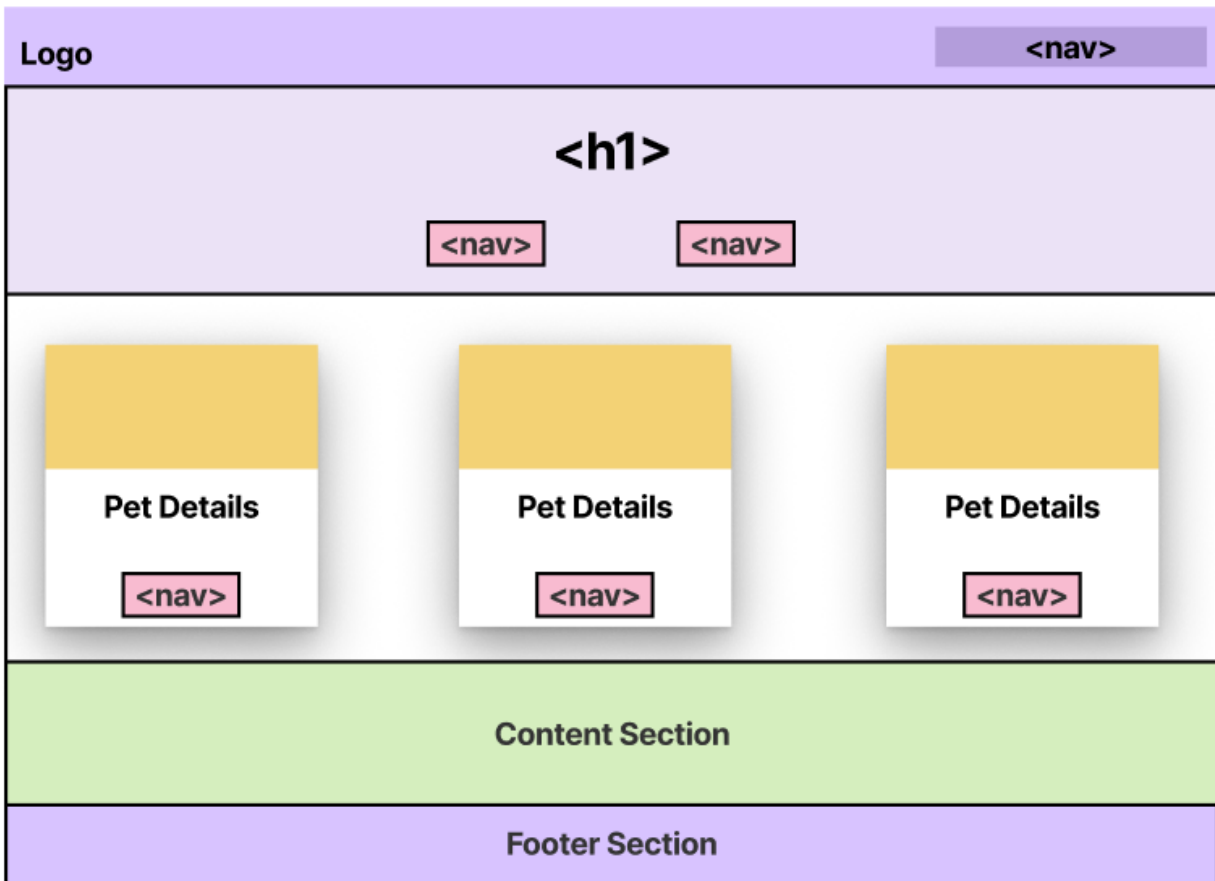 Logo
<nav>
<h1>
<nav>
<nav>
Pet Details
<nav>
Pet Details
<nav>
Pet Details
<nav>
Content Section
Footer Section